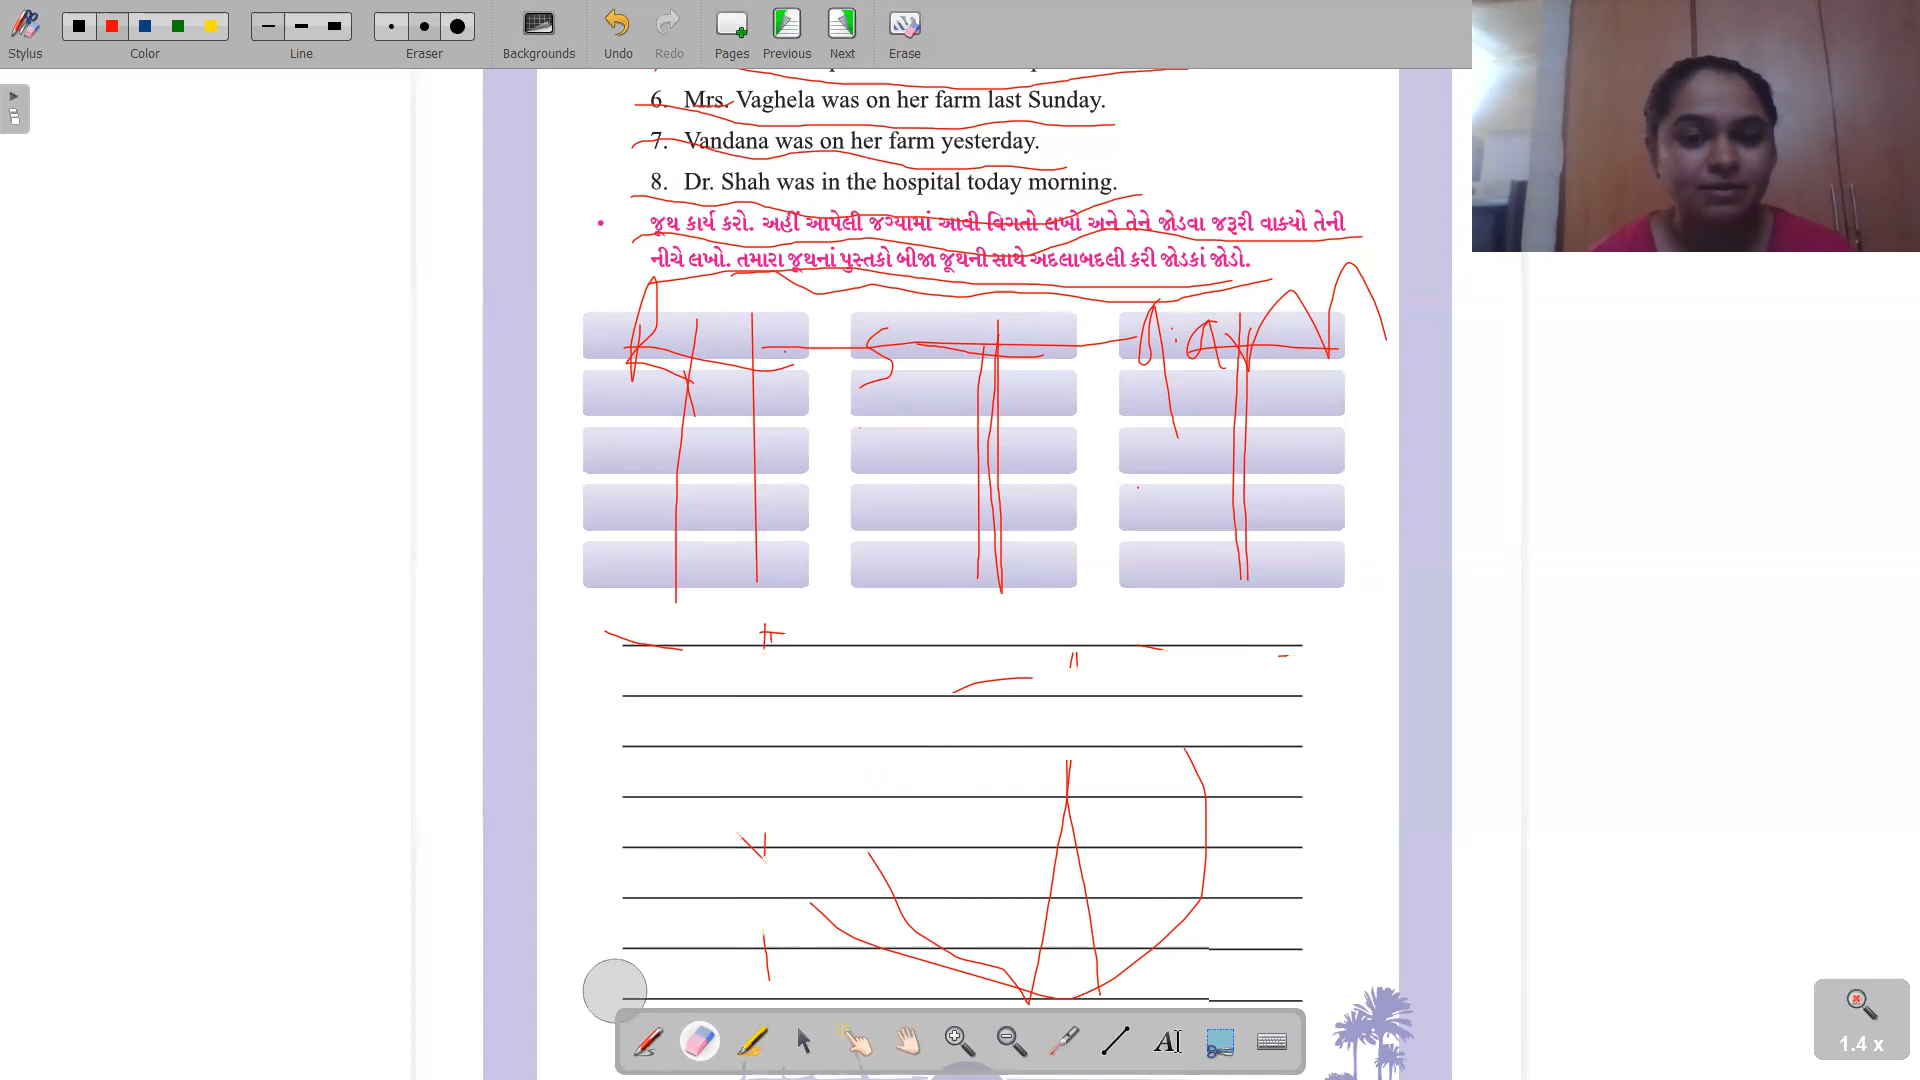 Stylus
Color
Line
Eraser
Backgrounds
Undo
Redo
Pages
Previous
Next
Erase
6. Mrs. Vaghela was on her farm last Sunday.
7. Vandana was on her farm yesterday.
8. Dr. Shah was in the hospital today morning.
• જૂથ કાર્ય કરો. અહીં આપેલી જગ્યામાં આવી વિગતો લખો અને તેને જોડવા જરૂરી વાક્યો તેની
નીચે લખો. તમારા જૂથનાં પુસ્તકો બીજા જૂથની સાથે અદલાબદલી કરી જોડકાં જોડો.
1.4 x